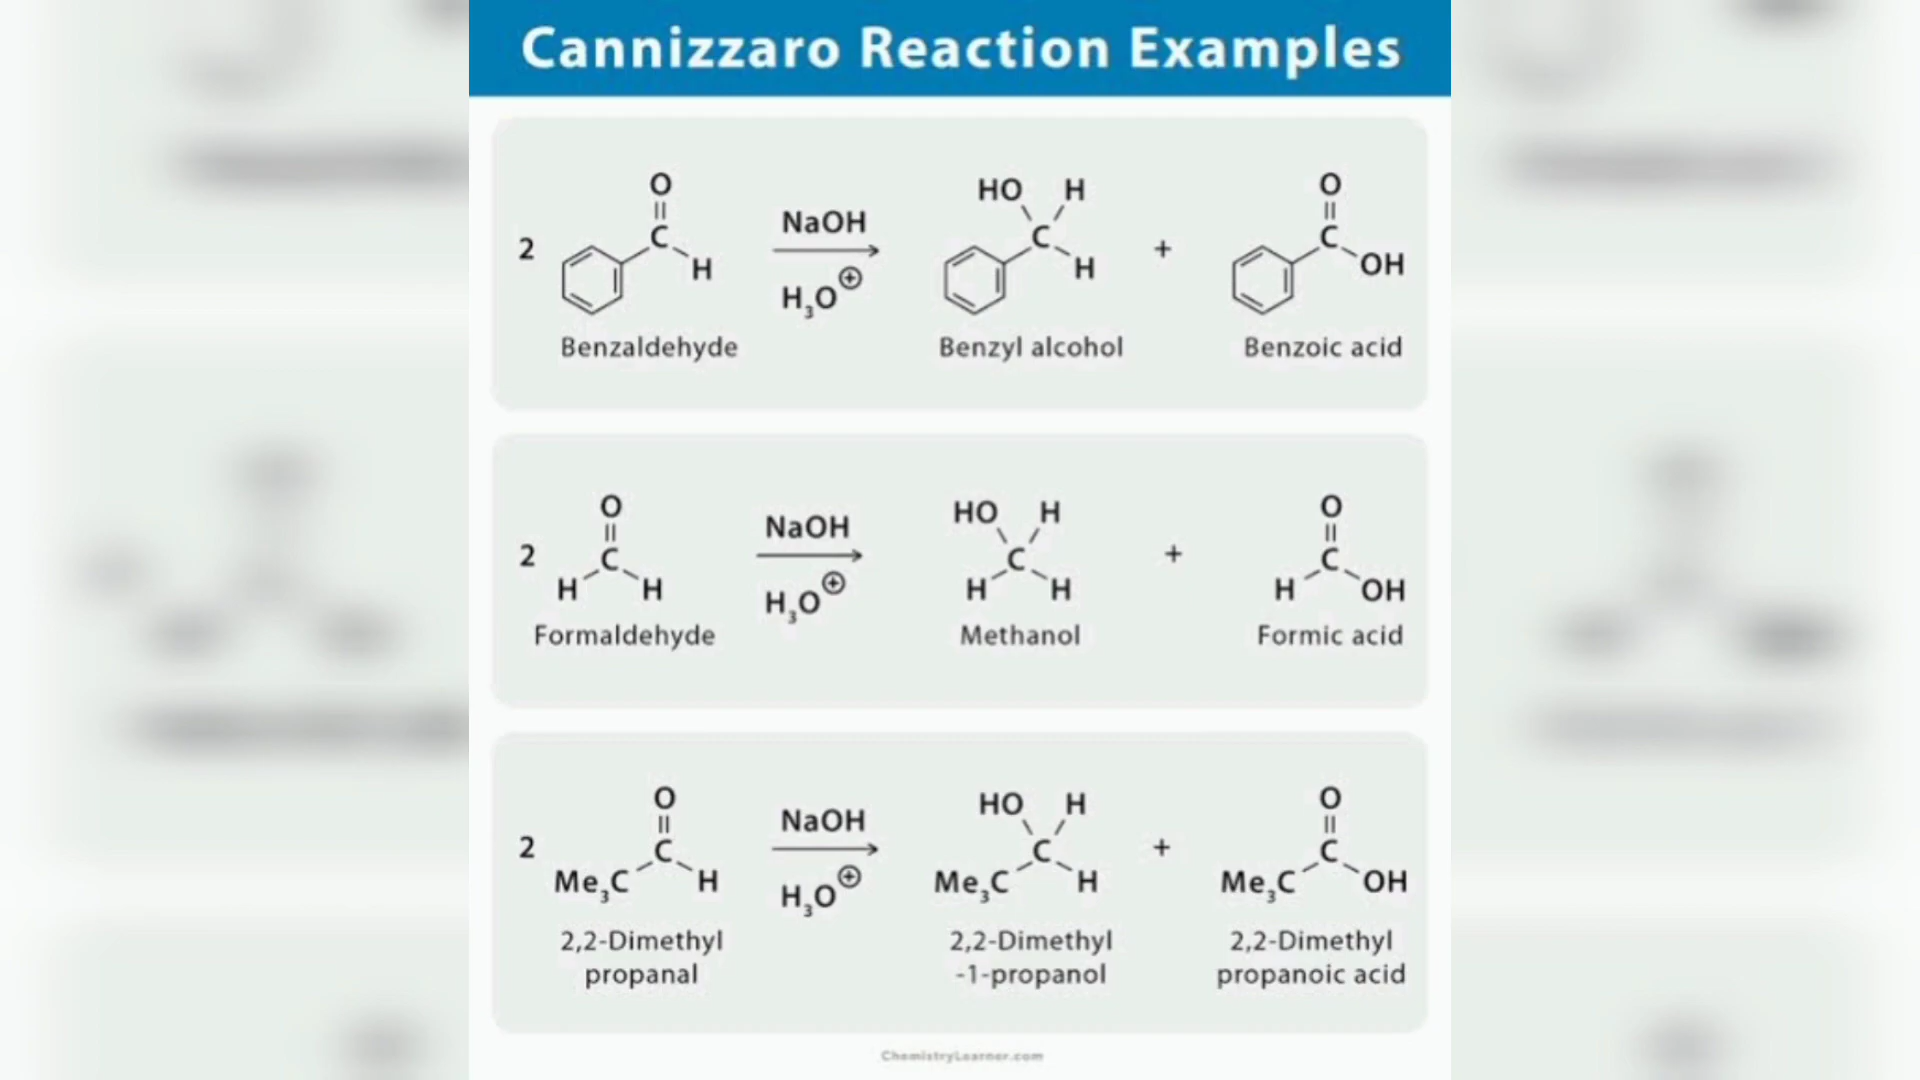 Cannizzaro Reaction Examples
2 O
C
H
NaOH
H₃O⊕
HO H
C
H
+
O
C
OH
Benzaldehyde Benzyl alcohol Benzoic acid
2 O
C
H H
NaOH
H₃O⊕
HO H
C
H H
+
O
C
H OH
Formaldehyde Methanol Formic acid
2 O
C
Me₃C H
NaOH
H₃O⊕
HO H
C
Me₃C H
+
O
C
Me₃C OH
2,2-Dimethyl
propanal
2,2-Dimethyl
-1-propanol
2,2-Dimethyl
propanoic acid
ChemistryLearner.com